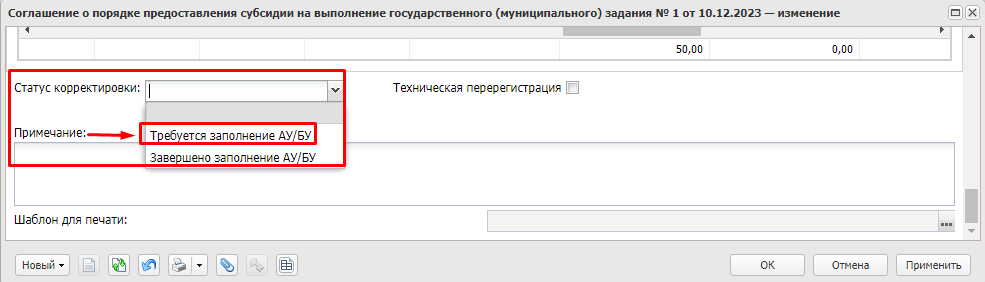 Соглашение о порядке предоставления субсидии на выполнение государственного (муниципального) задания № 1 от 10.12.2023 — изменение
50,00 0,00
Статус корректировки: Техническая перерегистрация
Требуется заполнение АУ/БУ
Примечание:
Завершено заполнение АУ/БУ
Шаблон для печати: ...
Новый ОК Отмена Применить